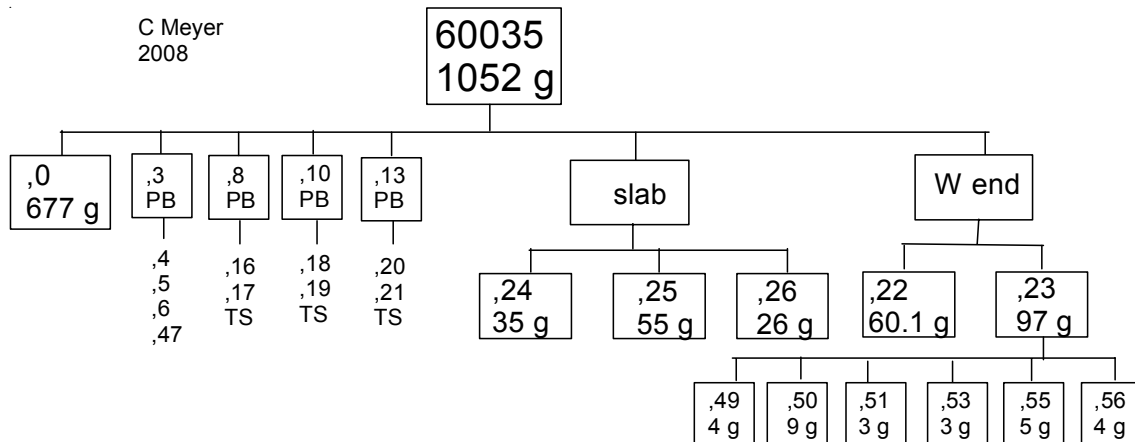 C Meyer
2008
60035
1052 g
,0
677 g
,3
PB
,8
PB
,10
PB
,13
PB
slab
W end
,4
,5
,6
,47
,16
,17
TS
,18
,19
TS
,20
,21
TS
,24
35 g
,25
55 g
,26
26 g
,22
60.1 g
,23
97 g
,49
4 g
,50
9 g
,51
3 g
,53
3 g
,55
5 g
,56
4 g